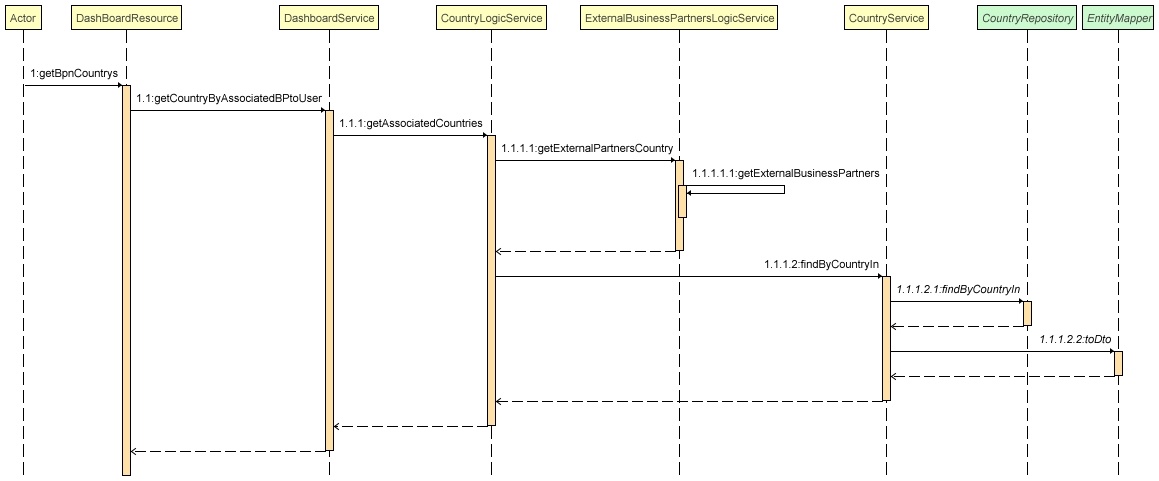 Actor
DashBoardResource
DashboardService
CountryLogicService
ExternalBusinessPartnersLogicService
CountryService
CountryRepository
EntityMapper
1:getBpnCountrys
1.1:getCountryByAssociatedBPtoUser
1.1.1:getAssociatedCountries
1.1.1.1:getExternalPartnersCountry
1.1.1.1.1:getExternalBusinessPartners
1.1.1.2:findByCountryIn
1.1.1.2.1:findByCountryIn
1.1.1.2.2:toDto